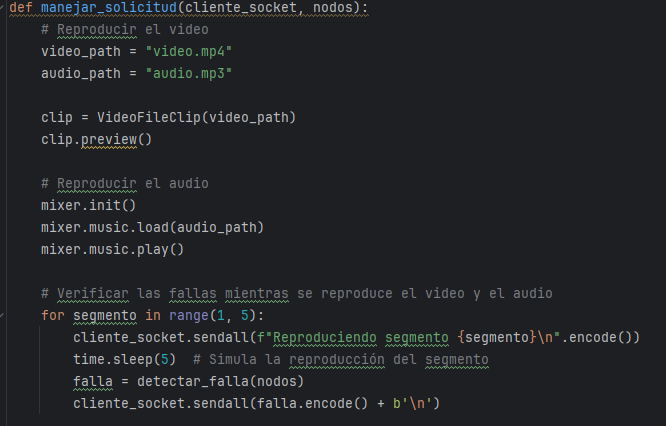 def manejar_solicitud(cliente_socket, nodos):
    # Reproducir el video
    video_path = "video.mp4"
    audio_path = "audio.mp3"

    clip = VideoFileClip(video_path)
    clip.preview()

    # Reproducir el audio
    mixer.init()
    mixer.music.load(audio_path)
    mixer.music.play()

    # Verificar las fallas mientras se reproduce el video y el audio
    for segmento in range(1, 5):
        cliente_socket.sendall(f"Reproduciendo segmento {segmento}\n".encode())
        time.sleep(5)  # Simula la reproducción del segmento
        falla = detectar_falla(nodos)
        cliente_socket.sendall(falla.encode() + b'\n')